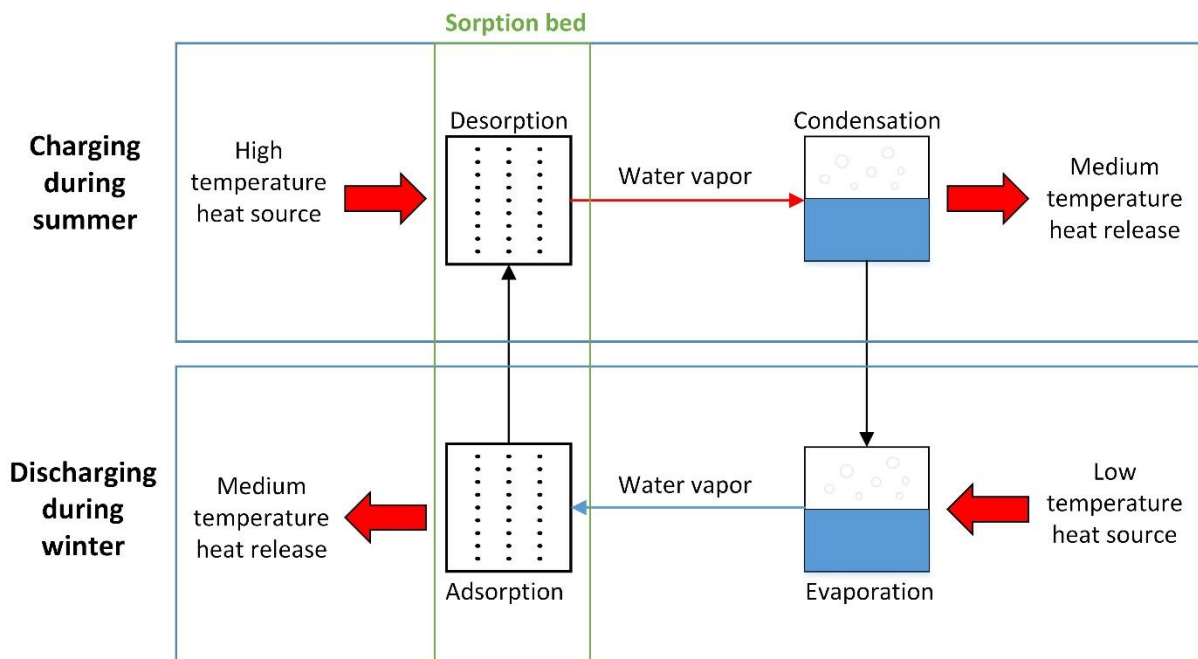 Sorption bed
Charging
during
summer
High
temperature
heat source
Desorption
Water vapor
Condensation
Medium
temperature
heat release
Discharging
during
winter
Medium
temperature
heat release
Adsorption
Water vapor
Evaporation
Low
temperature
heat source